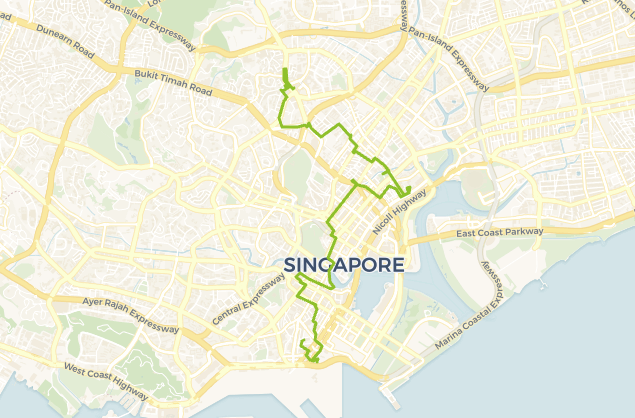 Pan-Island Expressway
Lo
Dunearn Road
Bukit Timah Road
Pan-Island Expressway
Nicoll Highway
East Coast Parkway
SINGAPORE
Central Expressway
Ayer Rajah Expressway
Marina Coastal Expressway
West Coast Highway